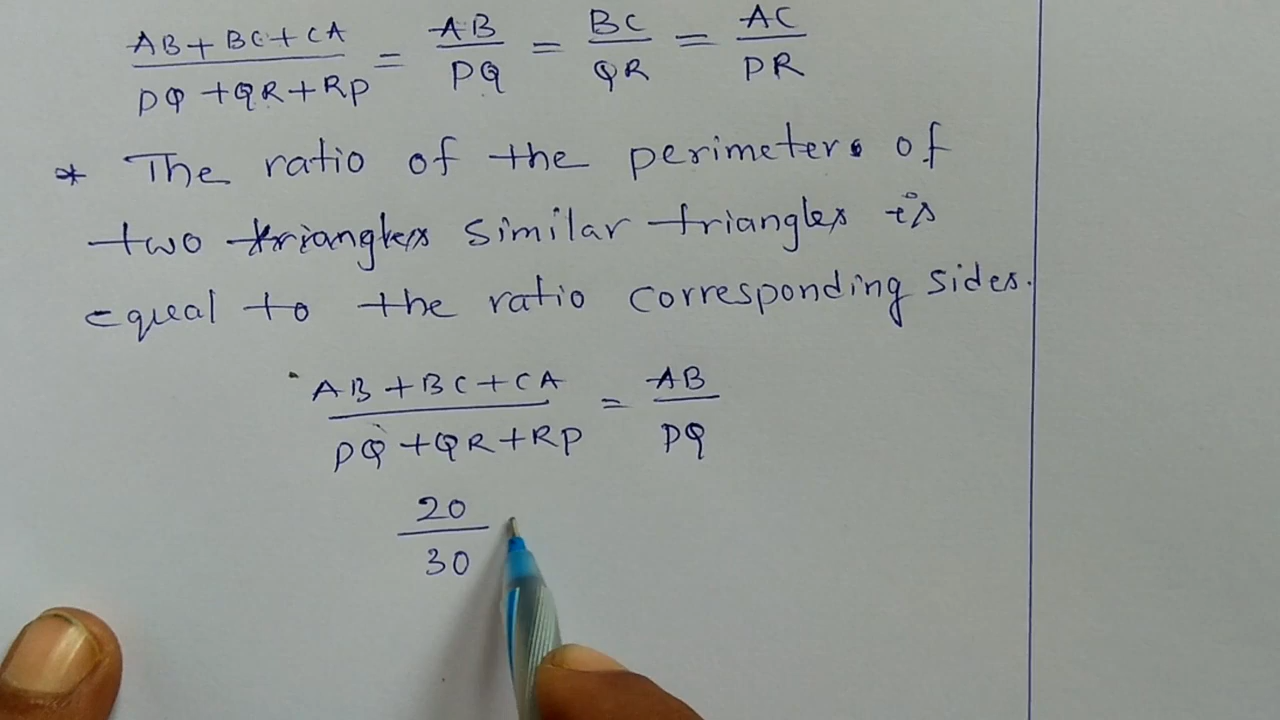 AB+BC+CA / PQ+QR+RP = AB / PQ = BC / QR = AC / PR
* The ratio of the perimeters of
two triangles similar triangles is
equal to the ratio corresponding sides.
AB+BC+CA / PQ+QR+RP = AB / PQ
20 / 30